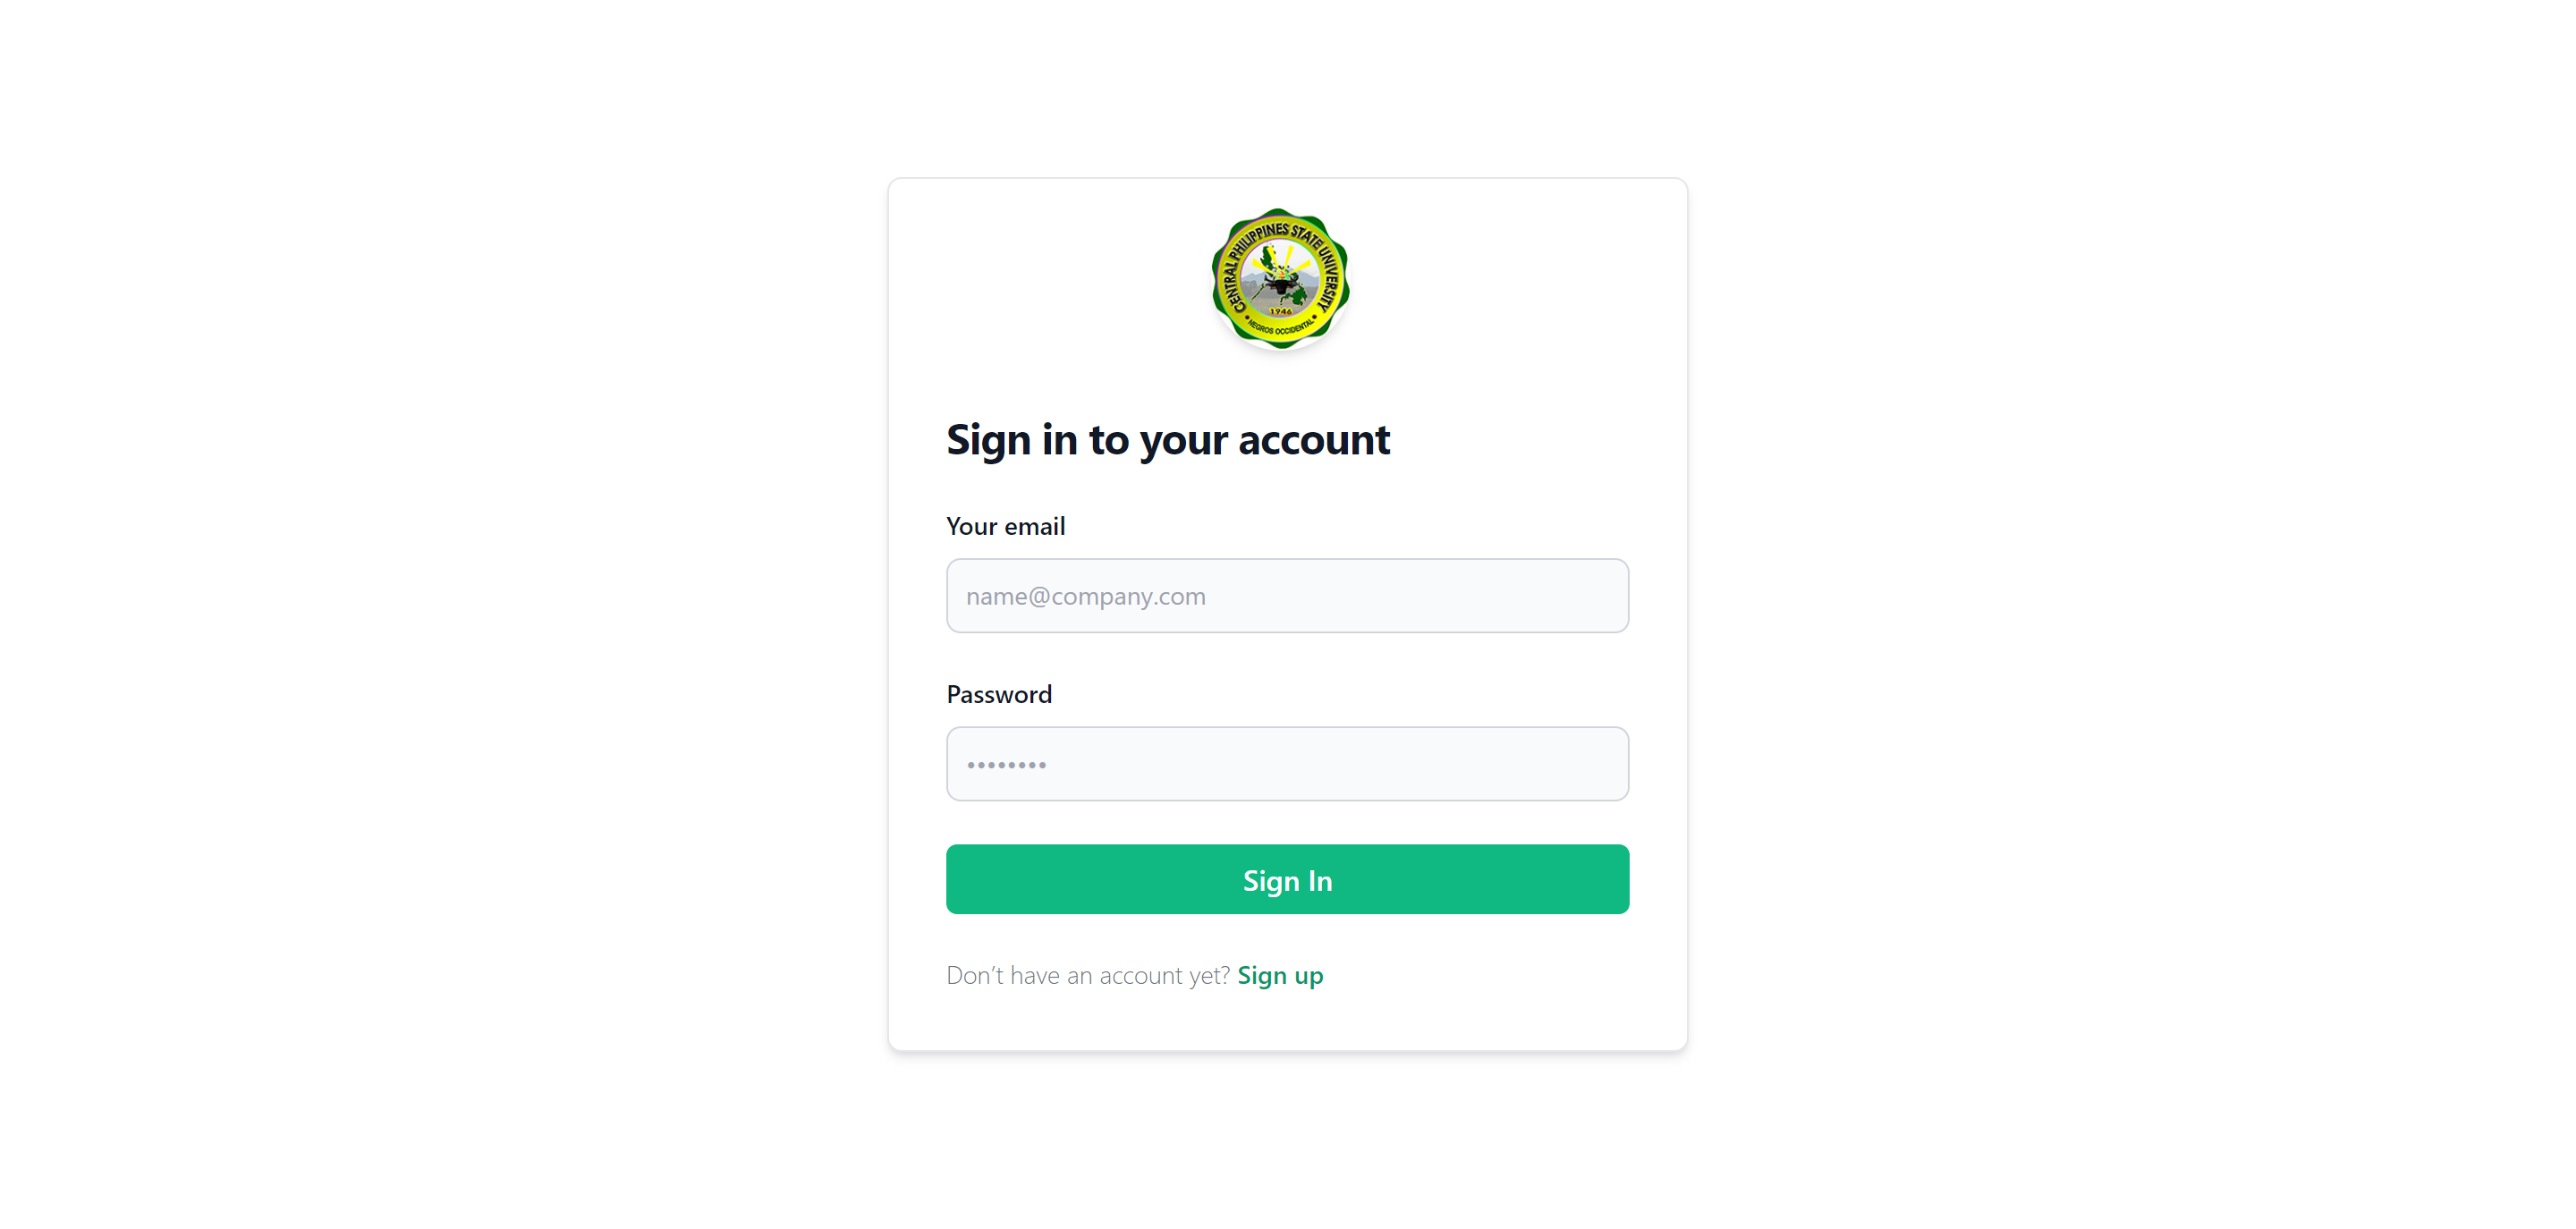 CENTRAL PHILIPPINES STATE UNIVERSITY
1946
• NEGROS OCCIDENTAL •
Sign in to your account
Your email
name@company.com
Password
••••••••
Sign In
Don’t have an account yet? Sign up